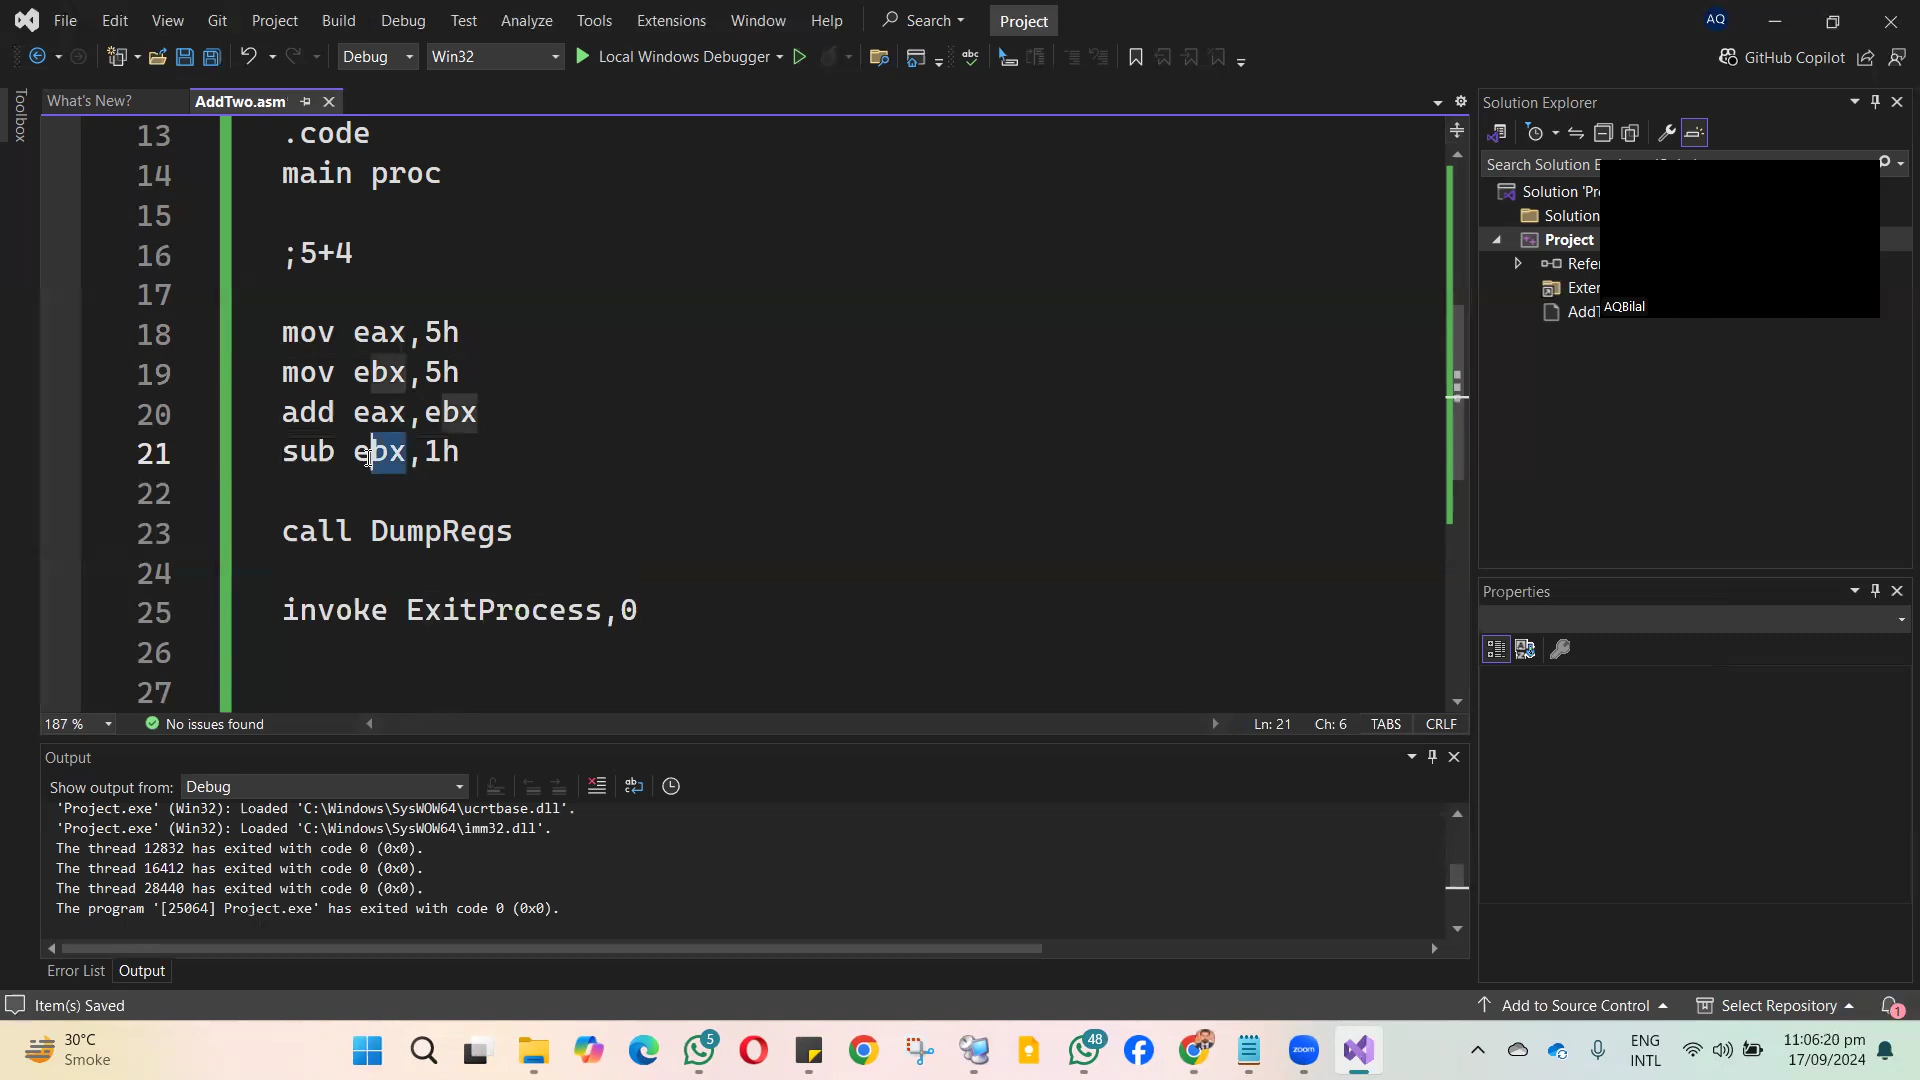 File Edit View Git Project Build Debug Test Analyze Tools Extensions Window Help Search Project AQ
Debug Win32 Local Windows Debugger GitHub Copilot
Toolbox
What's New? AddTwo.asm*
13 .code
14 main proc
15
16 ;5+4
17
18 mov eax,5h
19 mov ebx,5h
20 add eax,ebx
21 sub ebx,1h
22
23 call DumpRegs
24
25 invoke ExitProcess,0
26
27
187 % No issues found Ln: 21 Ch: 6 TABS CRLF
Output
Show output from: Debug
'Project.exe' (Win32): Loaded 'C:\Windows\SysWOW64\ucrtbase.dll'.
'Project.exe' (Win32): Loaded 'C:\Windows\SysWOW64\imm32.dll'.
The thread 12832 has exited with code 0 (0x0).
The thread 16412 has exited with code 0 (0x0).
The thread 28440 has exited with code 0 (0x0).
The program '[25064] Project.exe' has exited with code 0 (0x0).
Error List Output
Solution Explorer
Search Solution E
Solution 'Pr
Solution
Project
Refe
Exter
AddT
AQBilal
Properties
Item(s) Saved Add to Source Control Select Repository 1
30°C
Smoke
5
48
zoom
ENG
INTL
11:06:20 pm
17/09/2024